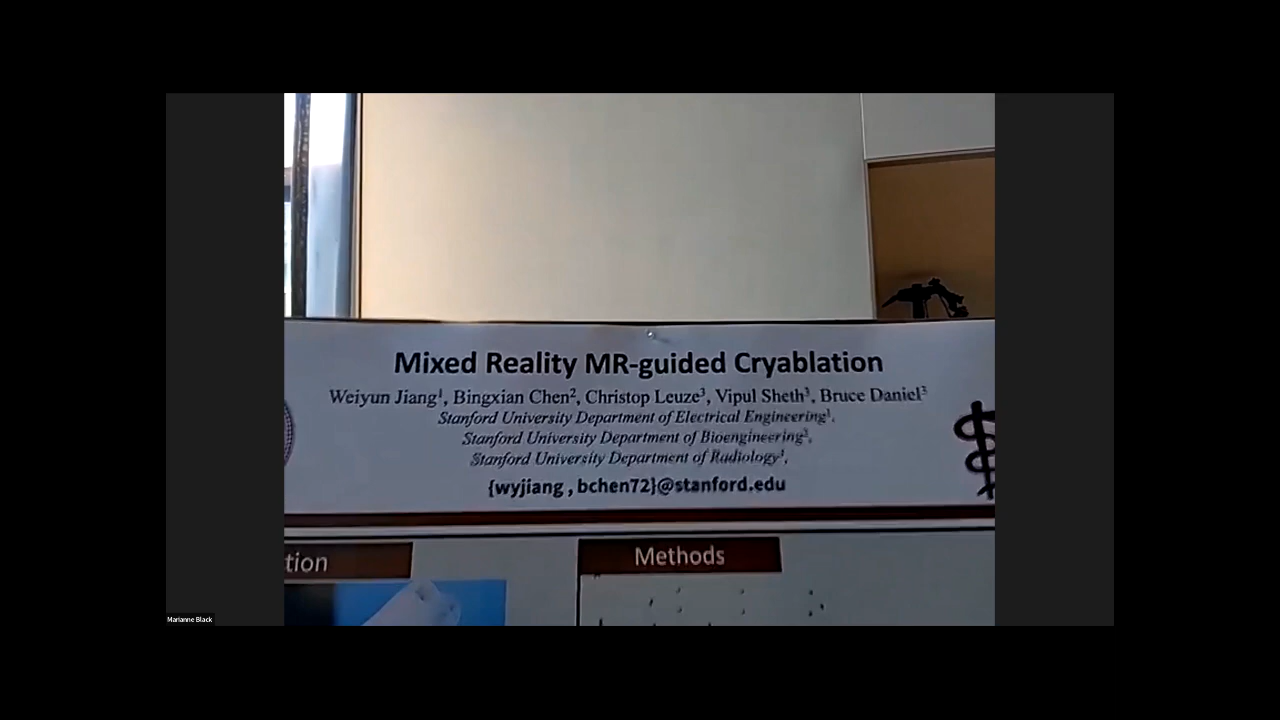 Mixed Reality MR-guided Cryablation
Weiyun Jiang¹, Bingxian Chen², Christop Leuze³, Vipul Sheth³, Bruce Daniel³
Stanford University Department of Electrical Engineering¹,
Stanford University Department of Bioengineering²,
Stanford University Department of Radiology³,
{wyjiang , bchen72}@stanford.edu
tion
Methods
Marianne Black